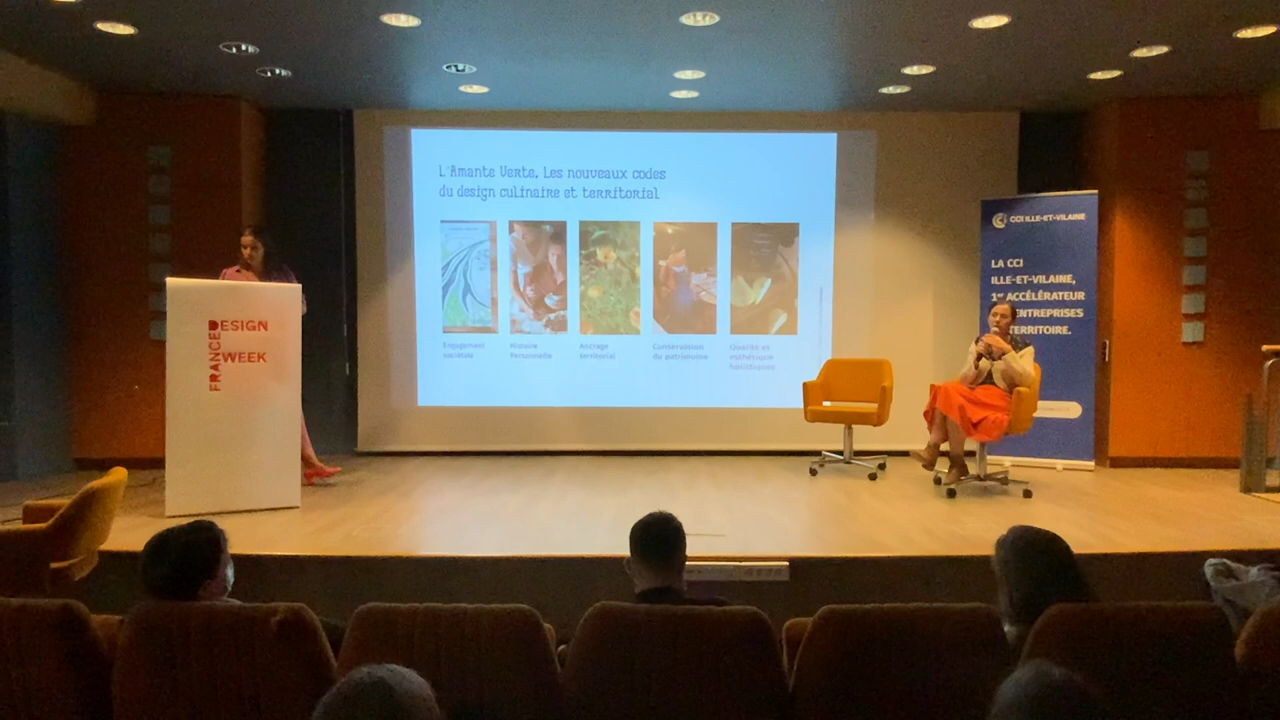 L'Amante Verte, Les nouveaux codes
du design culinaire et territorial
Engagement
sociétale
Histoire
Personnelle
Ancrage
territorial
Conservation
du patrimoine
Qualité et
esthétique
holistiques
FRANCE DESIGN
WEEK
CCI ILLE-ET-VILAINE
LA CCI
ILLE-ET-VILAINE,
1er ACCÉLÉRATEUR
ENTREPRISES
TERRITOIRE.